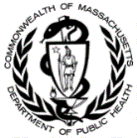 COMMONWEALTH OF MASSACHUSETTS
DEPARTMENT OF PUBLIC HEALTH